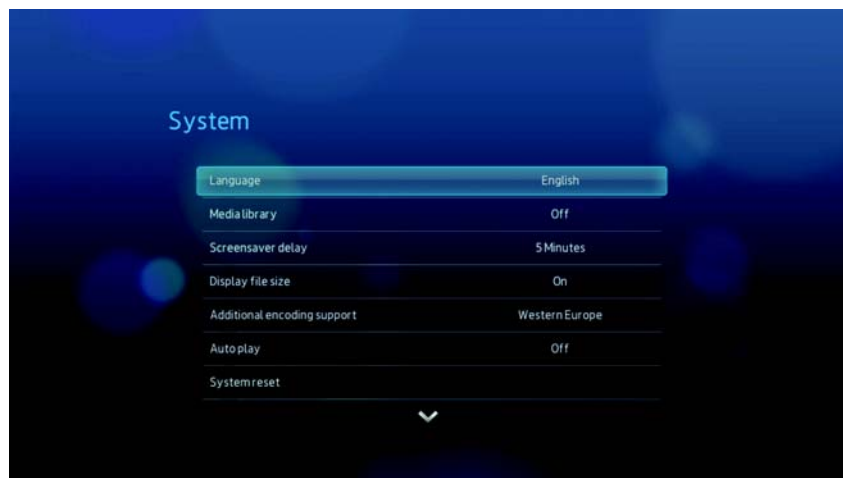 System
Language English
Media library Off
Screensaver delay 5 Minutes
Display file size On
Additional encoding support Western Europe
Auto play Off
System reset